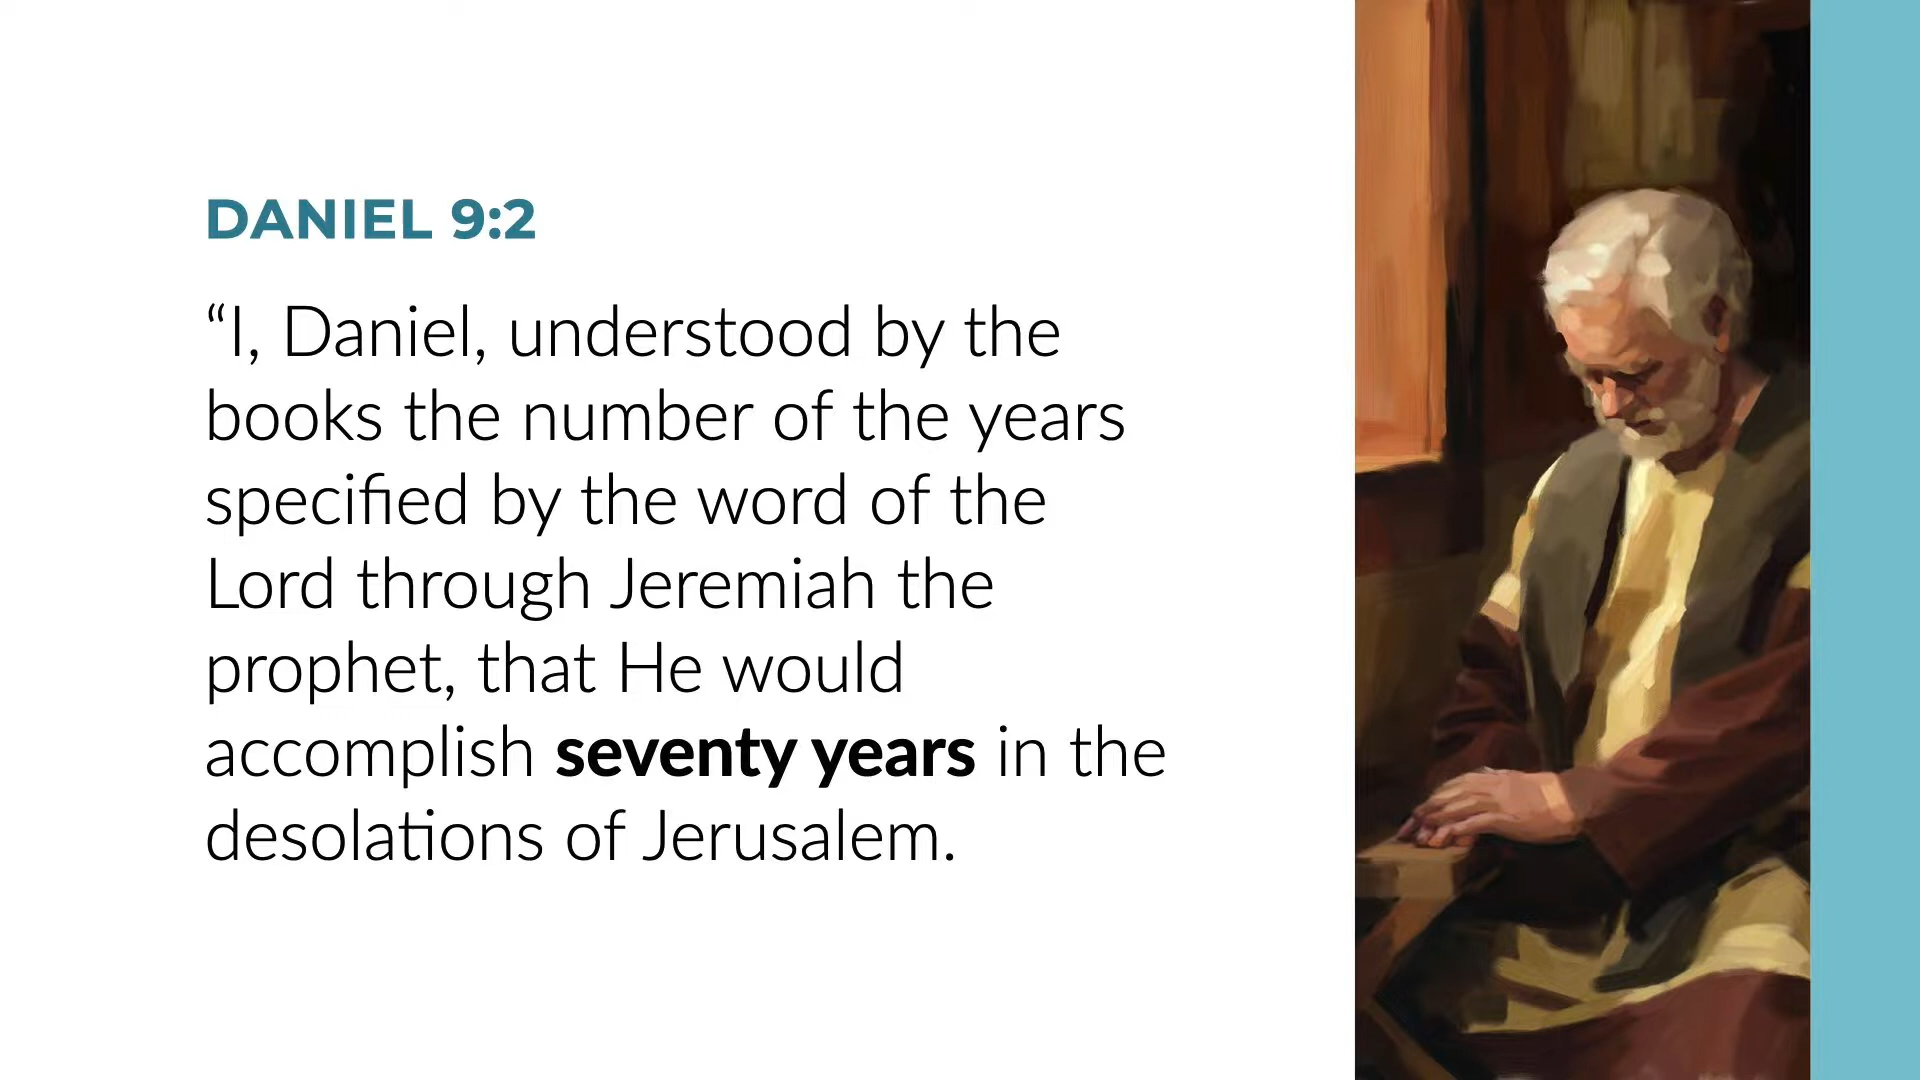 DANIEL 9:2
“I, Daniel, understood by the
books the number of the years
specified by the word of the
Lord through Jeremiah the
prophet, that He would
accomplish seventy years in the
desolations of Jerusalem.